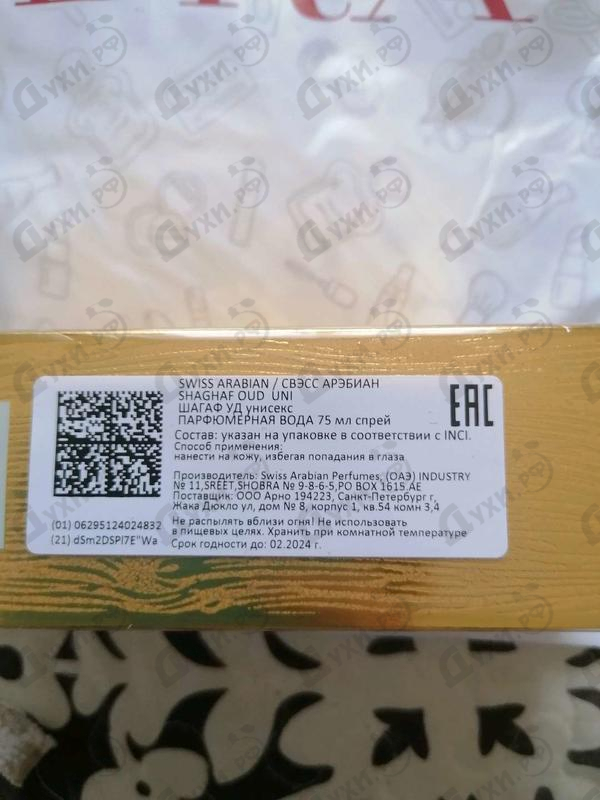 SWISS ARABIAN / СВЭСС АРЭБИАН
SHAGHAF OUD UNI
ШАГАФ УД унисекс
ПАРФЮМЕРНАЯ ВОДА 75 мл спрей
Состав: указан на упаковке в соответствии с INCI.
Способ применения:
нанести на кожу, избегая попадания в глаза
Производитель: Swiss Arabian Perfumes, (ОАЭ) INDUSTRY
№ 11,SREET,SHOBRA № 9-8-6-5,PO BOX 1615.AE
Поставщик: ООО Арно 194223, Санкт-Петербург г,
Жака Дюкло ул, дом № 8, корпус 1, кв.54 комн 3,4
Не распылять вблизи огня! Не использовать
в пищевых целях. Хранить при комнатной температуре
Срок годности до: 02.2024 г.
(01) 06295124024832
(21) dSm2DSPl7E"Wa
EAC
Духи.рф